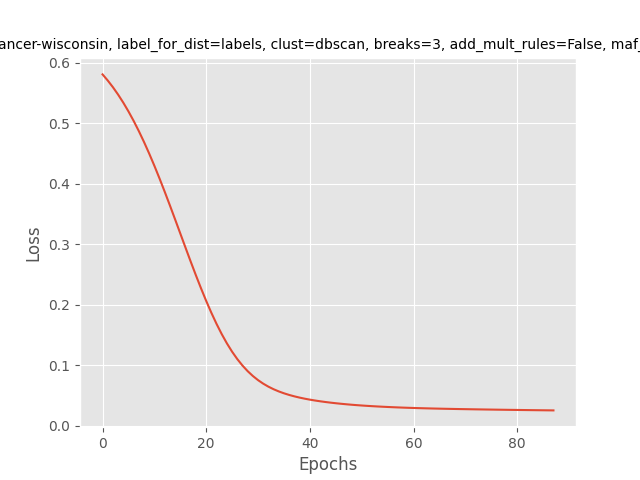 ancer-wisconsin, label_for_dist=labels, clust=dbscan, breaks=3, add_mult_rules=False, maf_
0.6
0.5
0.4
0.3
0.2
0.1
0.0
Loss
0 20 40 60 80
Epochs